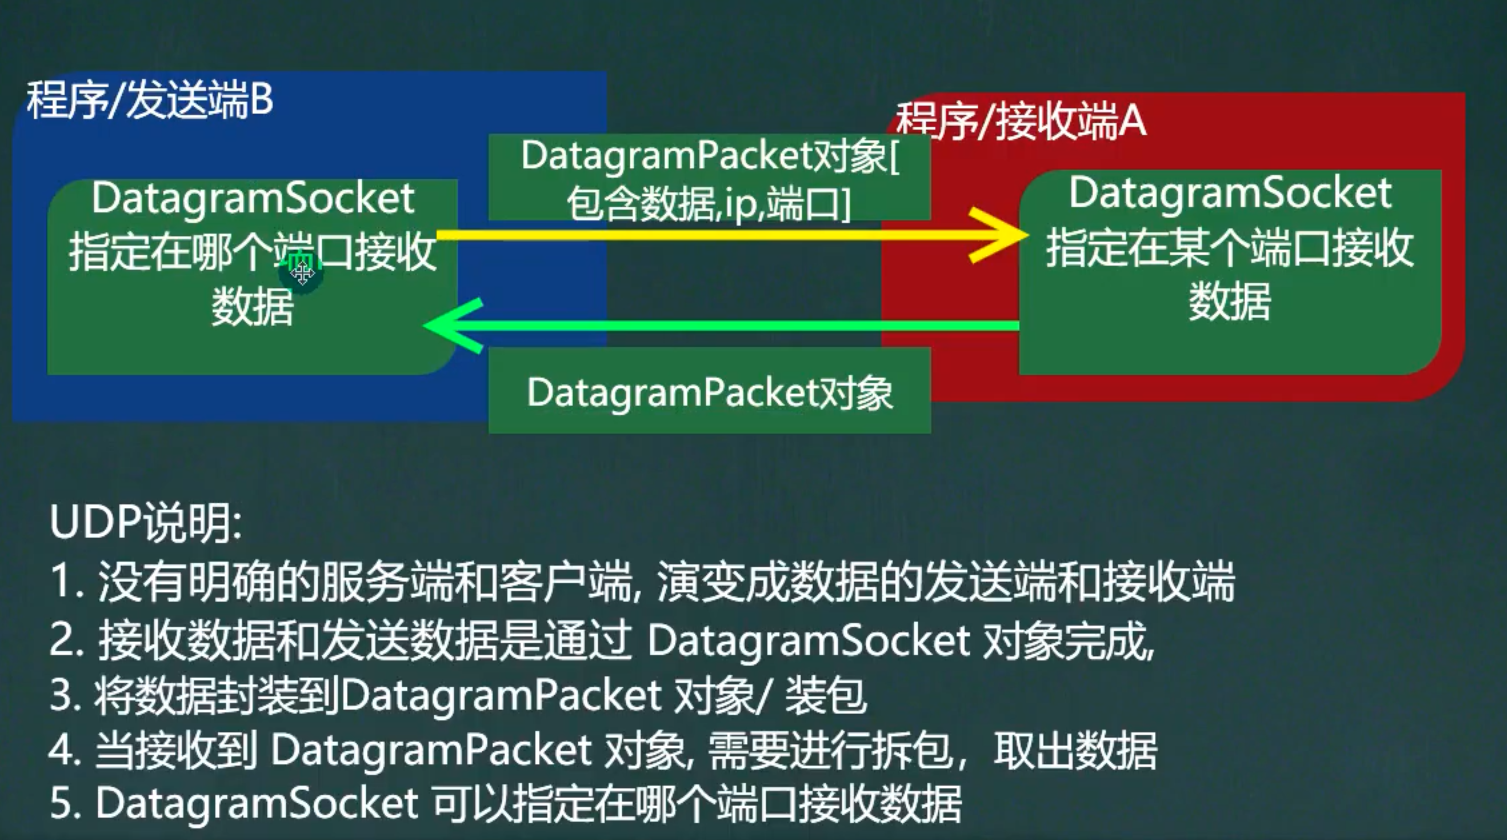 程序/发送端B
DatagramSocket
指定在哪个端口接收
数据
DatagramPacket对象[
包含数据,ip,端口]
DatagramPacket对象
程序/接收端A
DatagramSocket
指定在某个端口接收
数据
UDP说明:
1. 没有明确的服务端和客户端, 演变成数据的发送端和接收端
2. 接收数据和发送数据是通过 DatagramSocket 对象完成,
3. 将数据封装到DatagramPacket 对象/ 装包
4. 当接收到 DatagramPacket 对象, 需要进行拆包，取出数据
5. DatagramSocket 可以指定在哪个端口接收数据